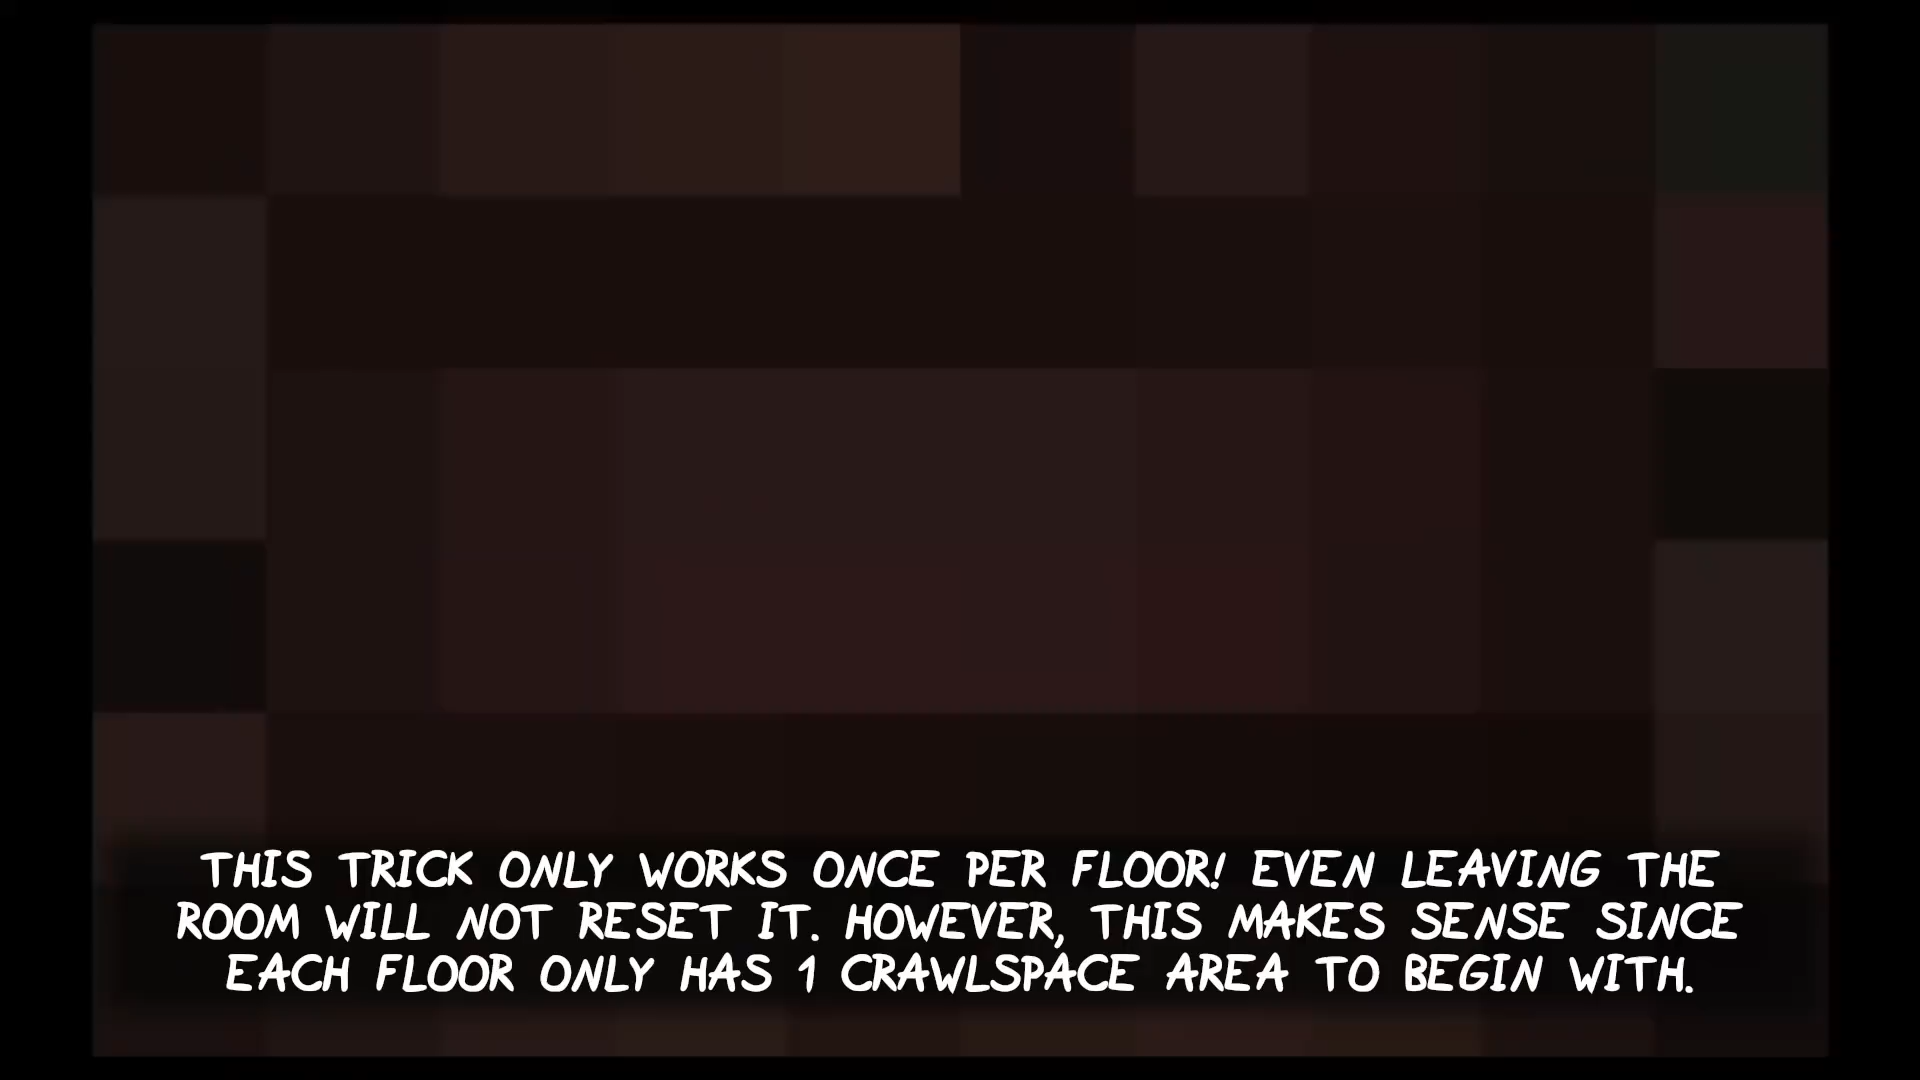 THIS TRICK ONLY WORKS ONCE PER FLOOR! EVEN LEAVING THE
ROOM WILL NOT RESET IT. HOWEVER, THIS MAKES SENSE SINCE
EACH FLOOR ONLY HAS 1 CRAWLSPACE AREA TO BEGIN WITH.